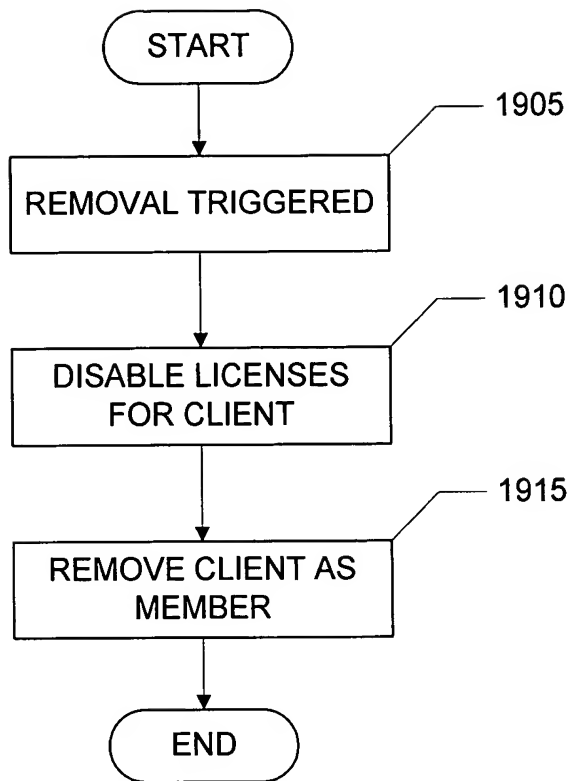 START
1905
REMOVAL TRIGGERED
1910
DISABLE LICENSES
FOR CLIENT
1915
REMOVE CLIENT AS
MEMBER
END